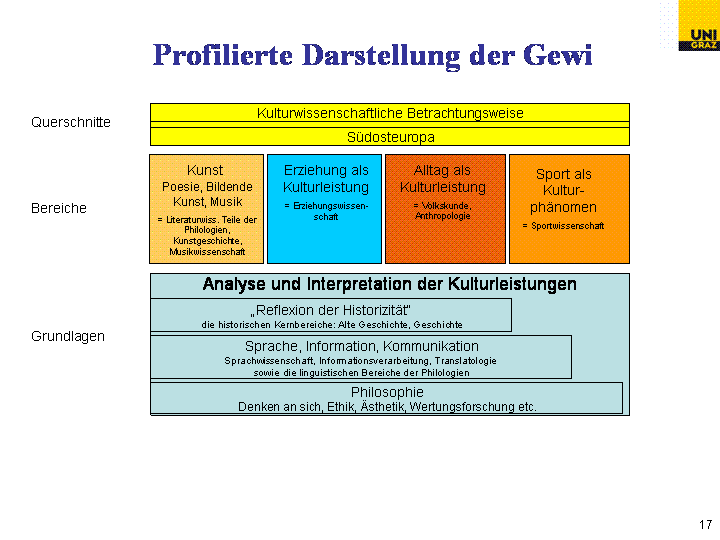 UNI
GRAZ
Profilierte Darstellung der Gewi
Querschnitte
Kulturwissenschaftliche Betrachtungsweise
Südosteuropa
Bereiche
Kunst
Poesie, Bildende
Kunst, Musik
= Literaturwiss. Teile der
Philologien,
Kunstgeschichte,
Musikwissenschaft
Erziehung als
Kulturleistung
= Erziehungswissen-
schaft
Alltag als
Kulturleistung
= Volkskunde,
Anthropologie
Sport als
Kultur-
phänomen
= Sportwissenschaft
Grundlagen
Analyse und Interpretation der Kulturleistungen
„Reflexion der Historizität“
die historischen Kernbereiche: Alte Geschichte, Geschichte
Sprache, Information, Kommunikation
Sprachwissenschaft, Informationsverarbeitung, Translatologie
sowie die linguistischen Bereiche der Philologien
Philosophie
Denken an sich, Ethik, Ästhetik, Wertungsforschung etc.
17